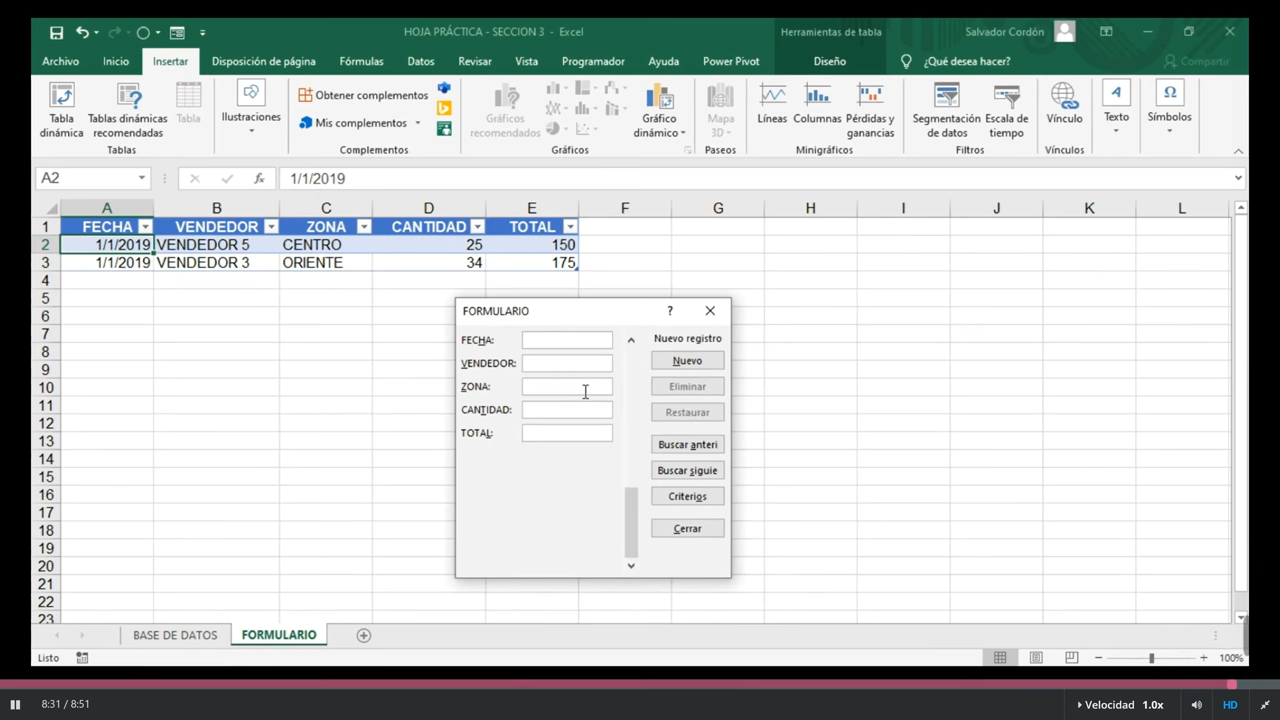 HOJA PRÁCTICA - SECCION 3 - Excel
Herramientas de tabla
Salvador Cordón
Archivo Inicio Insertar Disposición de página Fórmulas Datos Revisar Vista Programador Ayuda Power Pivot Diseño ¿Qué desea hacer? Compartir
Tabla dinámica
Tablas dinámicas recomendadas
Tabla
Tablas
Ilustraciones
Obtener complementos
Mis complementos
Complementos
Gráficos recomendados
Gráfico dinámico
Gráficos
Mapa 3D
Paseos
Líneas
Columnas
Pérdidas y ganancias
Minigráficos
Segmentación de datos
Escala de tiempo
Filtros
Vínculo
Vínculos
Texto
Símbolos
A2
fx
1/1/2019
A B C D E F G H I J K L
1 FECHA VENDEDOR ZONA CANTIDAD TOTAL
2 1/1/2019 VENDEDOR 5 CENTRO 25 150
3 1/1/2019 VENDEDOR 3 ORIENTE 34 175
4
5
6
7
8
9
10
11
12
13
14
15
16
17
18
19
20
21
22
23
FORMULARIO ?
FECHA:
VENDEDOR:
ZONA:
CANTIDAD:
TOTAL:
Nuevo registro
Nuevo
Eliminar
Restaurar
Buscar anteri
Buscar siguie
Criterios
Cerrar
BASE DE DATOS FORMULARIO
Listo
100%
8:31 / 8:51
Velocidad 1.0x
HD